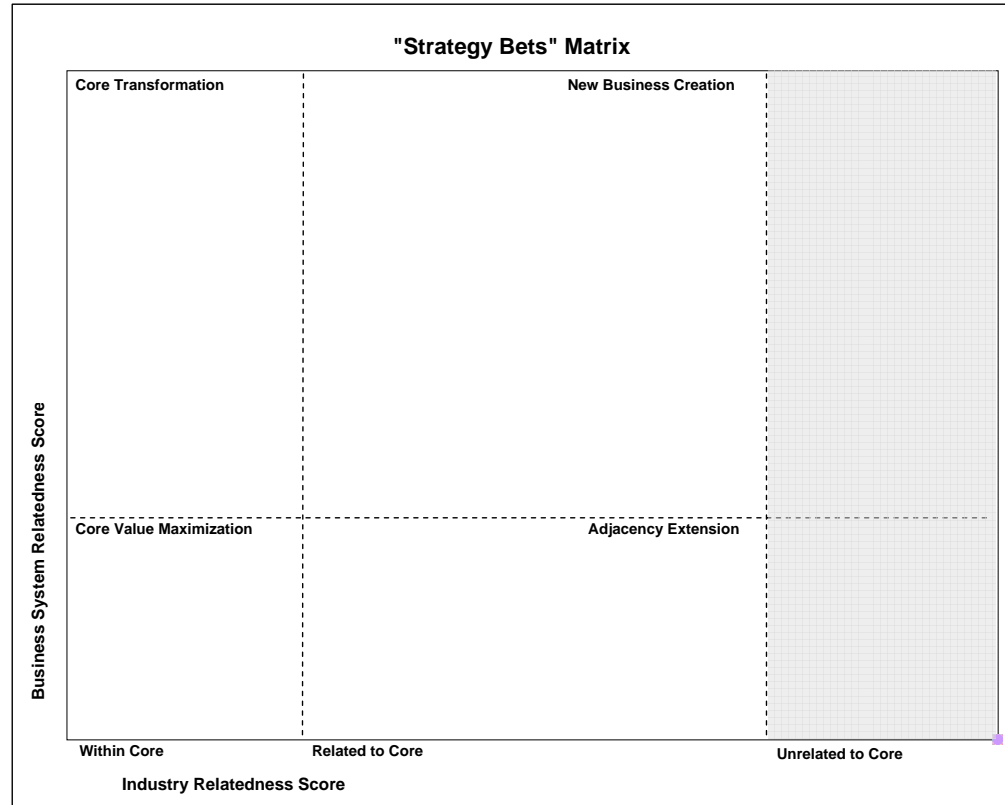 "Strategy Bets" Matrix
Core Transformation
New Business Creation
Business System Relatedness Score
Core Value Maximization
Adjacency Extension
Within Core
Related to Core
Unrelated to Core
Industry Relatedness Score